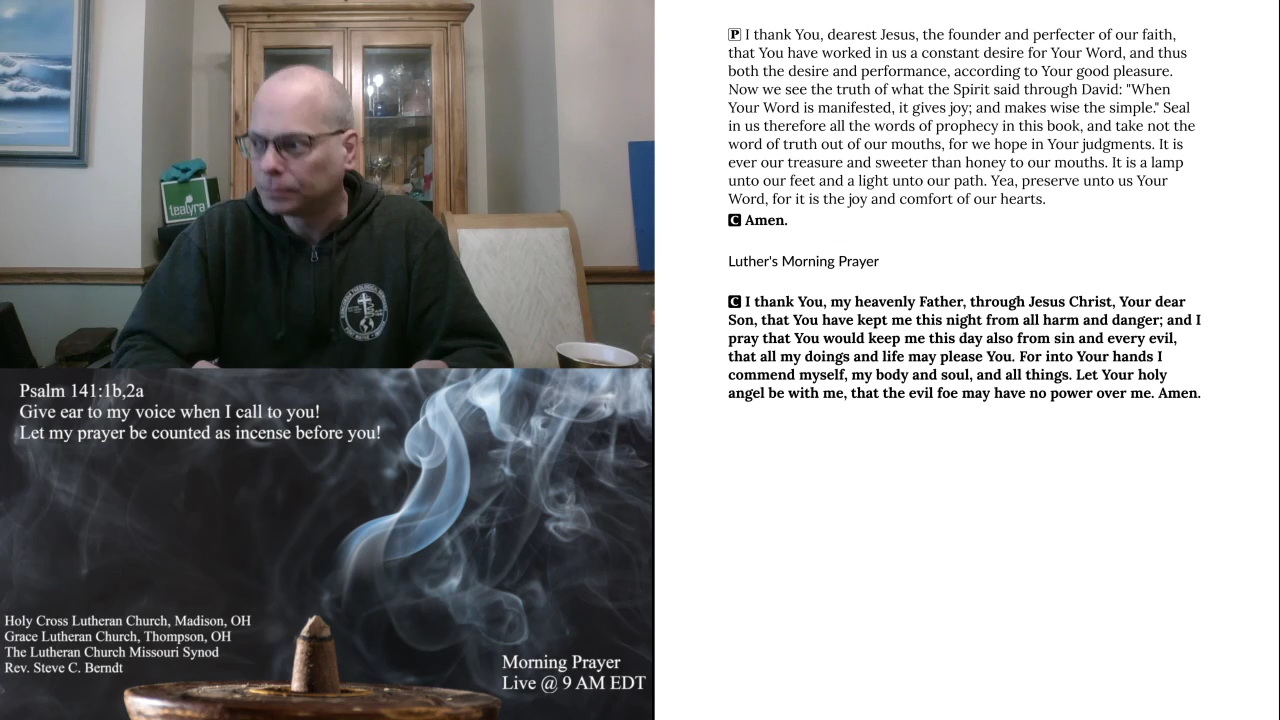 tealyra
Psalm 141:1b,2a
Give ear to my voice when I call to you!
Let my prayer be counted as incense before you!
Holy Cross Lutheran Church, Madison, OH
Grace Lutheran Church, Thompson, OH
The Lutheran Church Missouri Synod
Rev. Steve C. Berndt
Morning Prayer
Live @ 9 AM EDT
P I thank You, dearest Jesus, the founder and perfecter of our faith,
that You have worked in us a constant desire for Your Word, and thus
both the desire and performance, according to Your good pleasure.
Now we see the truth of what the Spirit said through David: "When
Your Word is manifested, it gives joy; and makes wise the simple." Seal
in us therefore all the words of prophecy in this book, and take not the
word of truth out of our mouths, for we hope in Your judgments. It is
ever our treasure and sweeter than honey to our mouths. It is a lamp
unto our feet and a light unto our path. Yea, preserve unto us Your
Word, for it is the joy and comfort of our hearts.
C Amen.
Luther's Morning Prayer
C I thank You, my heavenly Father, through Jesus Christ, Your dear
Son, that You have kept me this night from all harm and danger; and I
pray that You would keep me this day also from sin and every evil,
that all my doings and life may please You. For into Your hands I
commend myself, my body and soul, and all things. Let Your holy
angel be with me, that the evil foe may have no power over me. Amen.